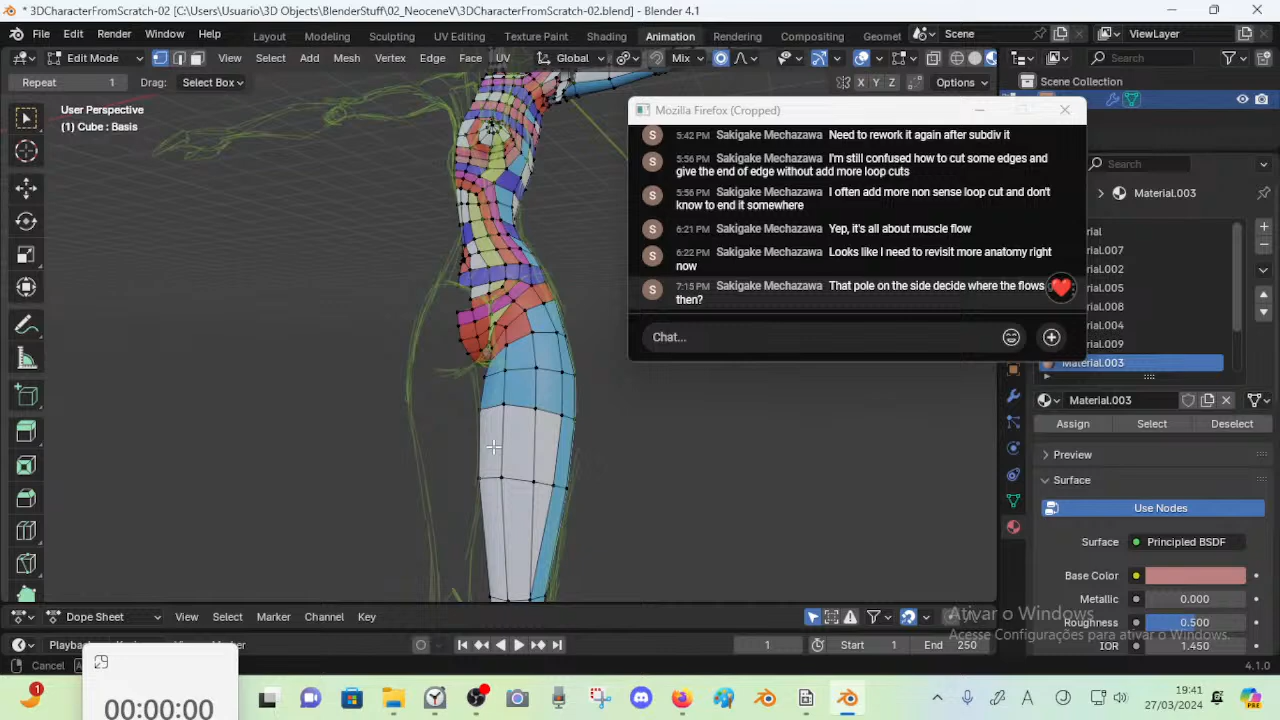 * 3DCharacterFromScratch-02 [C:\Users\Usuario\3D Objects\BlenderStuff\02_NeoceneV\3DCharacterFromScratch-02.blend] - Blender 4.1
File Edit Render Window Help Layout Modeling Sculpting UV Editing Texture Paint Shading Animation Rendering Compositing Geomet Scene ViewLayer
Edit Mode View Select Add Mesh Vertex Edge Face UV Global Mix Search
Repeat 1 Drag: Select Box X Y Z Options Scene Collection
User Perspective
(1) Cube : Basis
Mozilla Firefox (Cropped)
S 5:42 PM Sakigake Mechazawa Need to rework it again after subdiv it
S 5:56 PM Sakigake Mechazawa I'm still confused how to cut some edges and
give the end of edge without add more loop cuts
S 5:56 PM Sakigake Mechazawa I often add more non sense loop cut and don't
know to end it somewhere
S 6:21 PM Sakigake Mechazawa Yep, it's all about muscle flow
S 6:22 PM Sakigake Mechazawa Looks like I need to revisit more anatomy right
now
S 7:15 PM Sakigake Mechazawa That pole on the side decide where the flows
then?
Chat...
Search
Material.003
rial
rial.007
rial.002
rial.005
rial.008
rial.004
rial.009
Material.003
Material.003
Assign Select Deselect
Preview
Surface
Use Nodes
Surface Principled BSDF
Base Color
Metallic 0.000
Roughness 0.500
IOR 1.450
Dope Sheet View Select Marker Channel Key
Ativar o Windows
Acesse Configurações para ativar o Windows.
Playba 1 Start 1 End 250
Cancel 4.1.0
00:00:00
1
19:41
27/03/2024
PRE